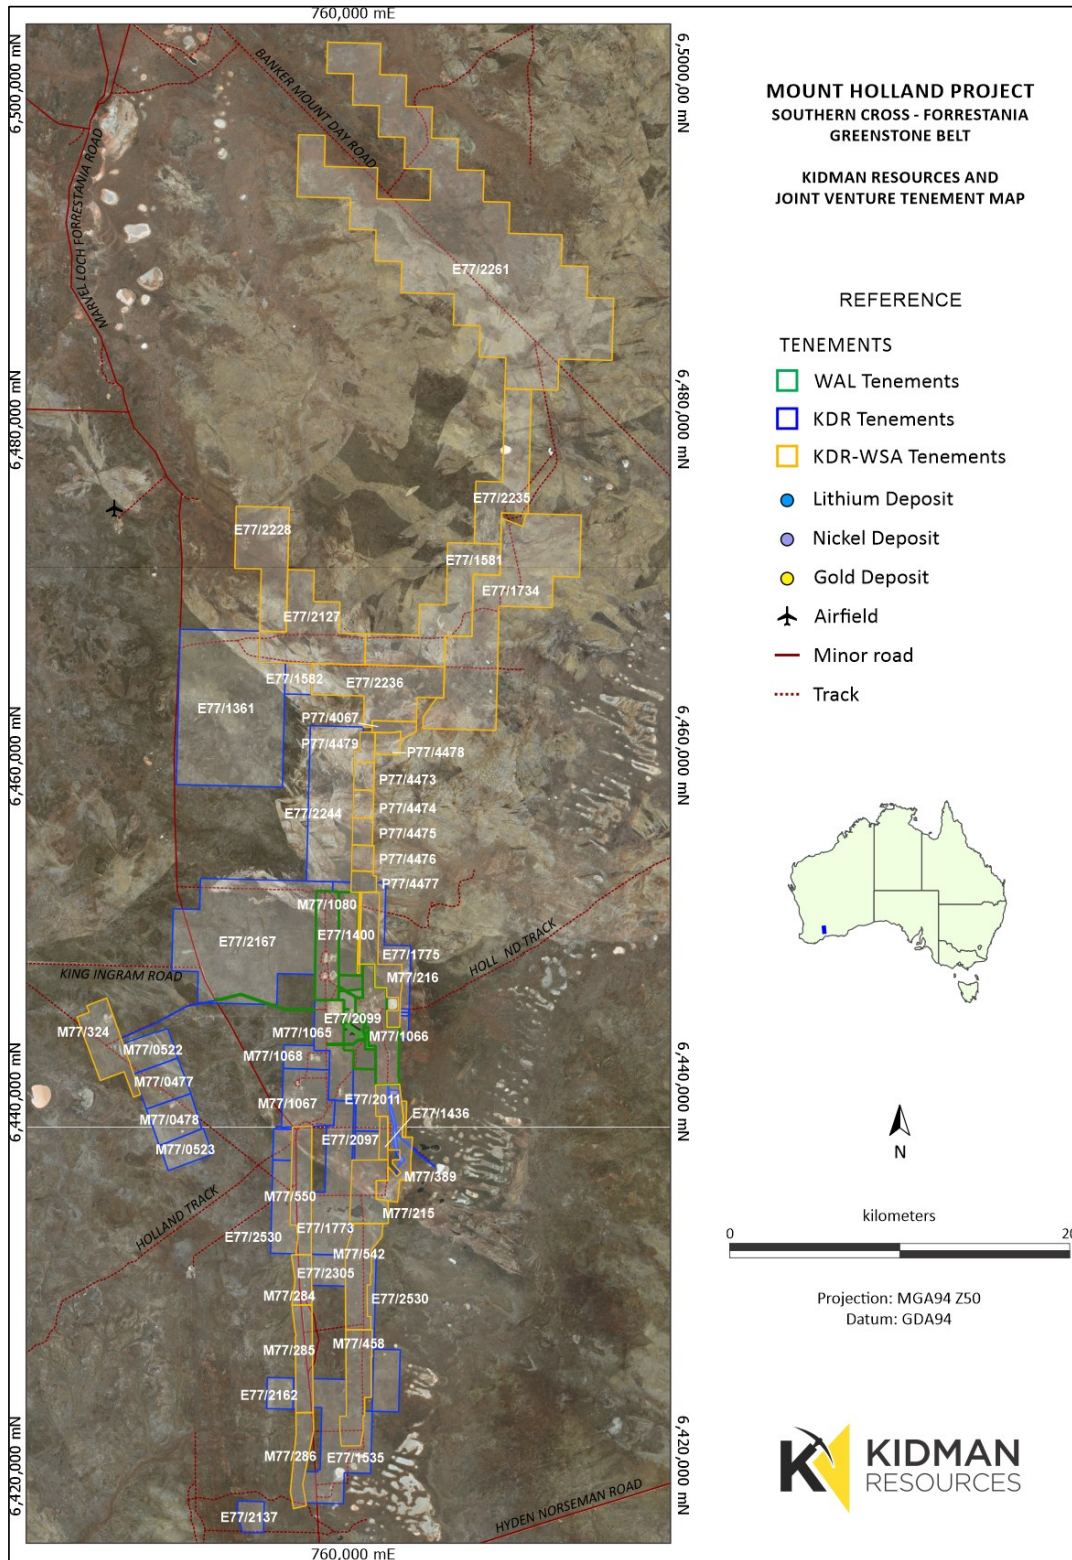 760,000 mE
6,500,000 mN
6,5000,00 mN
BANKER MOUNT DAY ROAD
MARVEL LOCH FORRESTANIA ROAD
E77/2261
6,480,000 mN
6,480,000 mN
E77/2235
E77/2228
E77/1581
E77/1734
E77/2127
E77/1582
E77/2236
E77/1361
P77/4067
P77/4479
P77/4478
6,460,000 mN
6,460,000 mN
P77/4473
P77/4474
E77/2244
P77/4475
P77/4476
P77/4477
M77/1080
E77/1400
E77/2167
E77/1775
HOLL ND TRACK
KING INGRAM ROAD
M77/216
E77/2099
M77/324
M77/1065
M77/1066
M77/0522
M77/1068
M77/0477
6,440,000 mN
6,440,000 mN
M77/1067
E77/2011
E77/1436
M77/0478
E77/2097
M77/0523
M77/389
M77/550
M77/215
HOLLAND TRACK
E77/1773
E77/2530
M77/542
E77/2305
M77/284
E77/2530
M77/458
M77/285
E77/2162
6,420,000 mN
6,420,000 mN
M77/286
E77/1535
E77/2137
HYDEN NORSEMAN ROAD
760,000 mE
MOUNT HOLLAND PROJECT
SOUTHERN CROSS - FORRESTANIA
GREENSTONE BELT
KIDMAN RESOURCES AND
JOINT VENTURE TENEMENT MAP
REFERENCE
TENEMENTS
WAL Tenements
KDR Tenements
KDR-WSA Tenements
Lithium Deposit
Nickel Deposit
Gold Deposit
Airfield
Minor road
Track
N
kilometers
0 20
Projection: MGA94 Z50
Datum: GDA94
KIDMAN
RESOURCES